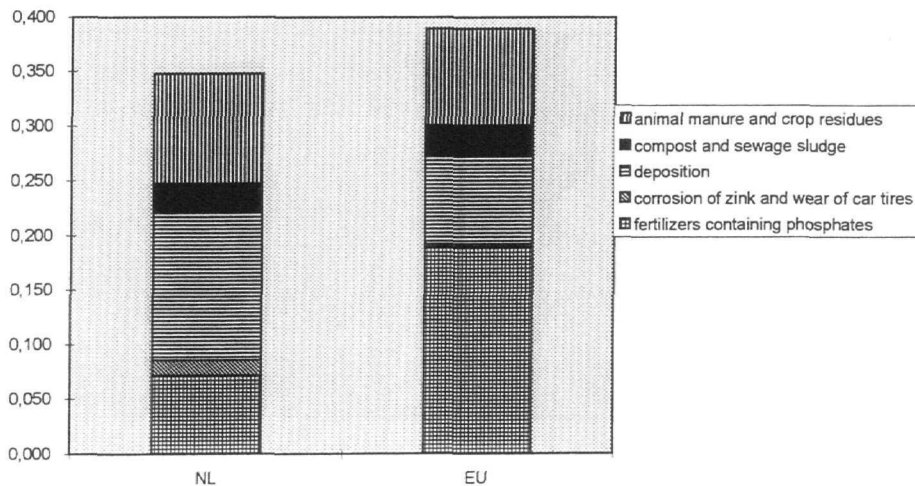 0,400
0,350
0,300
0,250
0,200
0,150
0,100
0,050
0,000
NL
EU
animal manure and crop residues
compost and sewage sludge
deposition
corrosion of zink and wear of car tires
fertilizers containing phosphates